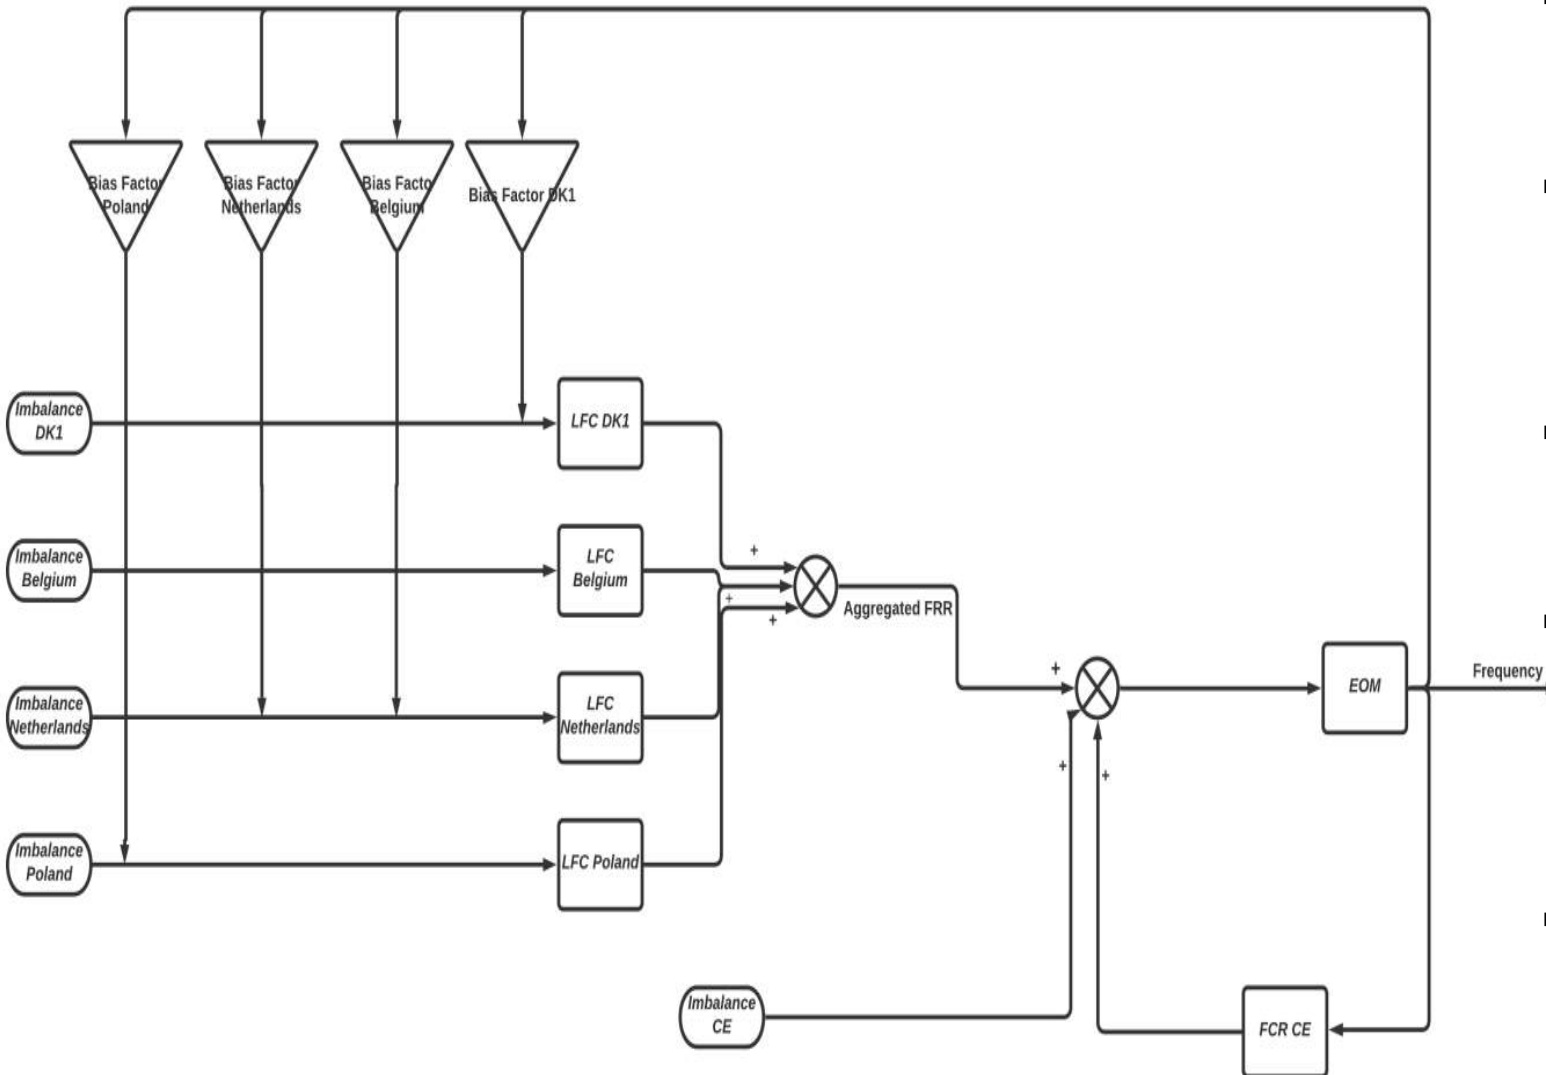 Bias Factor
Poland
Bias Factor
Netherlands
Bias Facto
Belgium
Bias Factor DK1
Imbalance
DK1
LFC DK1
Imbalance
Belgium
LFC
Belgium
+
+
+
Aggregated FRR
Imbalance
Netherlands
LFC
Netherlands
+
EOM
Frequency
+
+
Imbalance
Poland
LFC Poland
Imbalance
CE
FCR CE